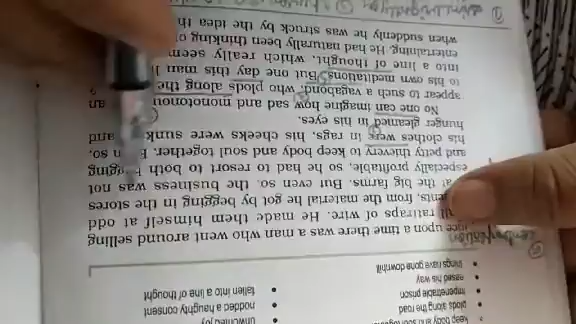 keep body and soul
plods along the road
impenetrable prison
eased his way
things have gone downhill
unwonted joy
nodded a haughty consent
fallen into a line of thought
upon a time there was a man who went around selling
rattraps of wire. He made them himself at odd
from the material he got by begging in the stores
at the big farms. But even so, the business was not
especially profitable, so he had to resort to both
and petty thievery to keep body and soul together. so,
his clothes were in rags, his cheeks were sunken and
hunger gleamed in his eyes.
No one can imagine how sad and monotonous
appear to such a vagabond, who plods along the
to his own meditations. But one day this man
into a line of thought, which really
entertaining. He had naturally been thinking of
when suddenly he was struck by the idea